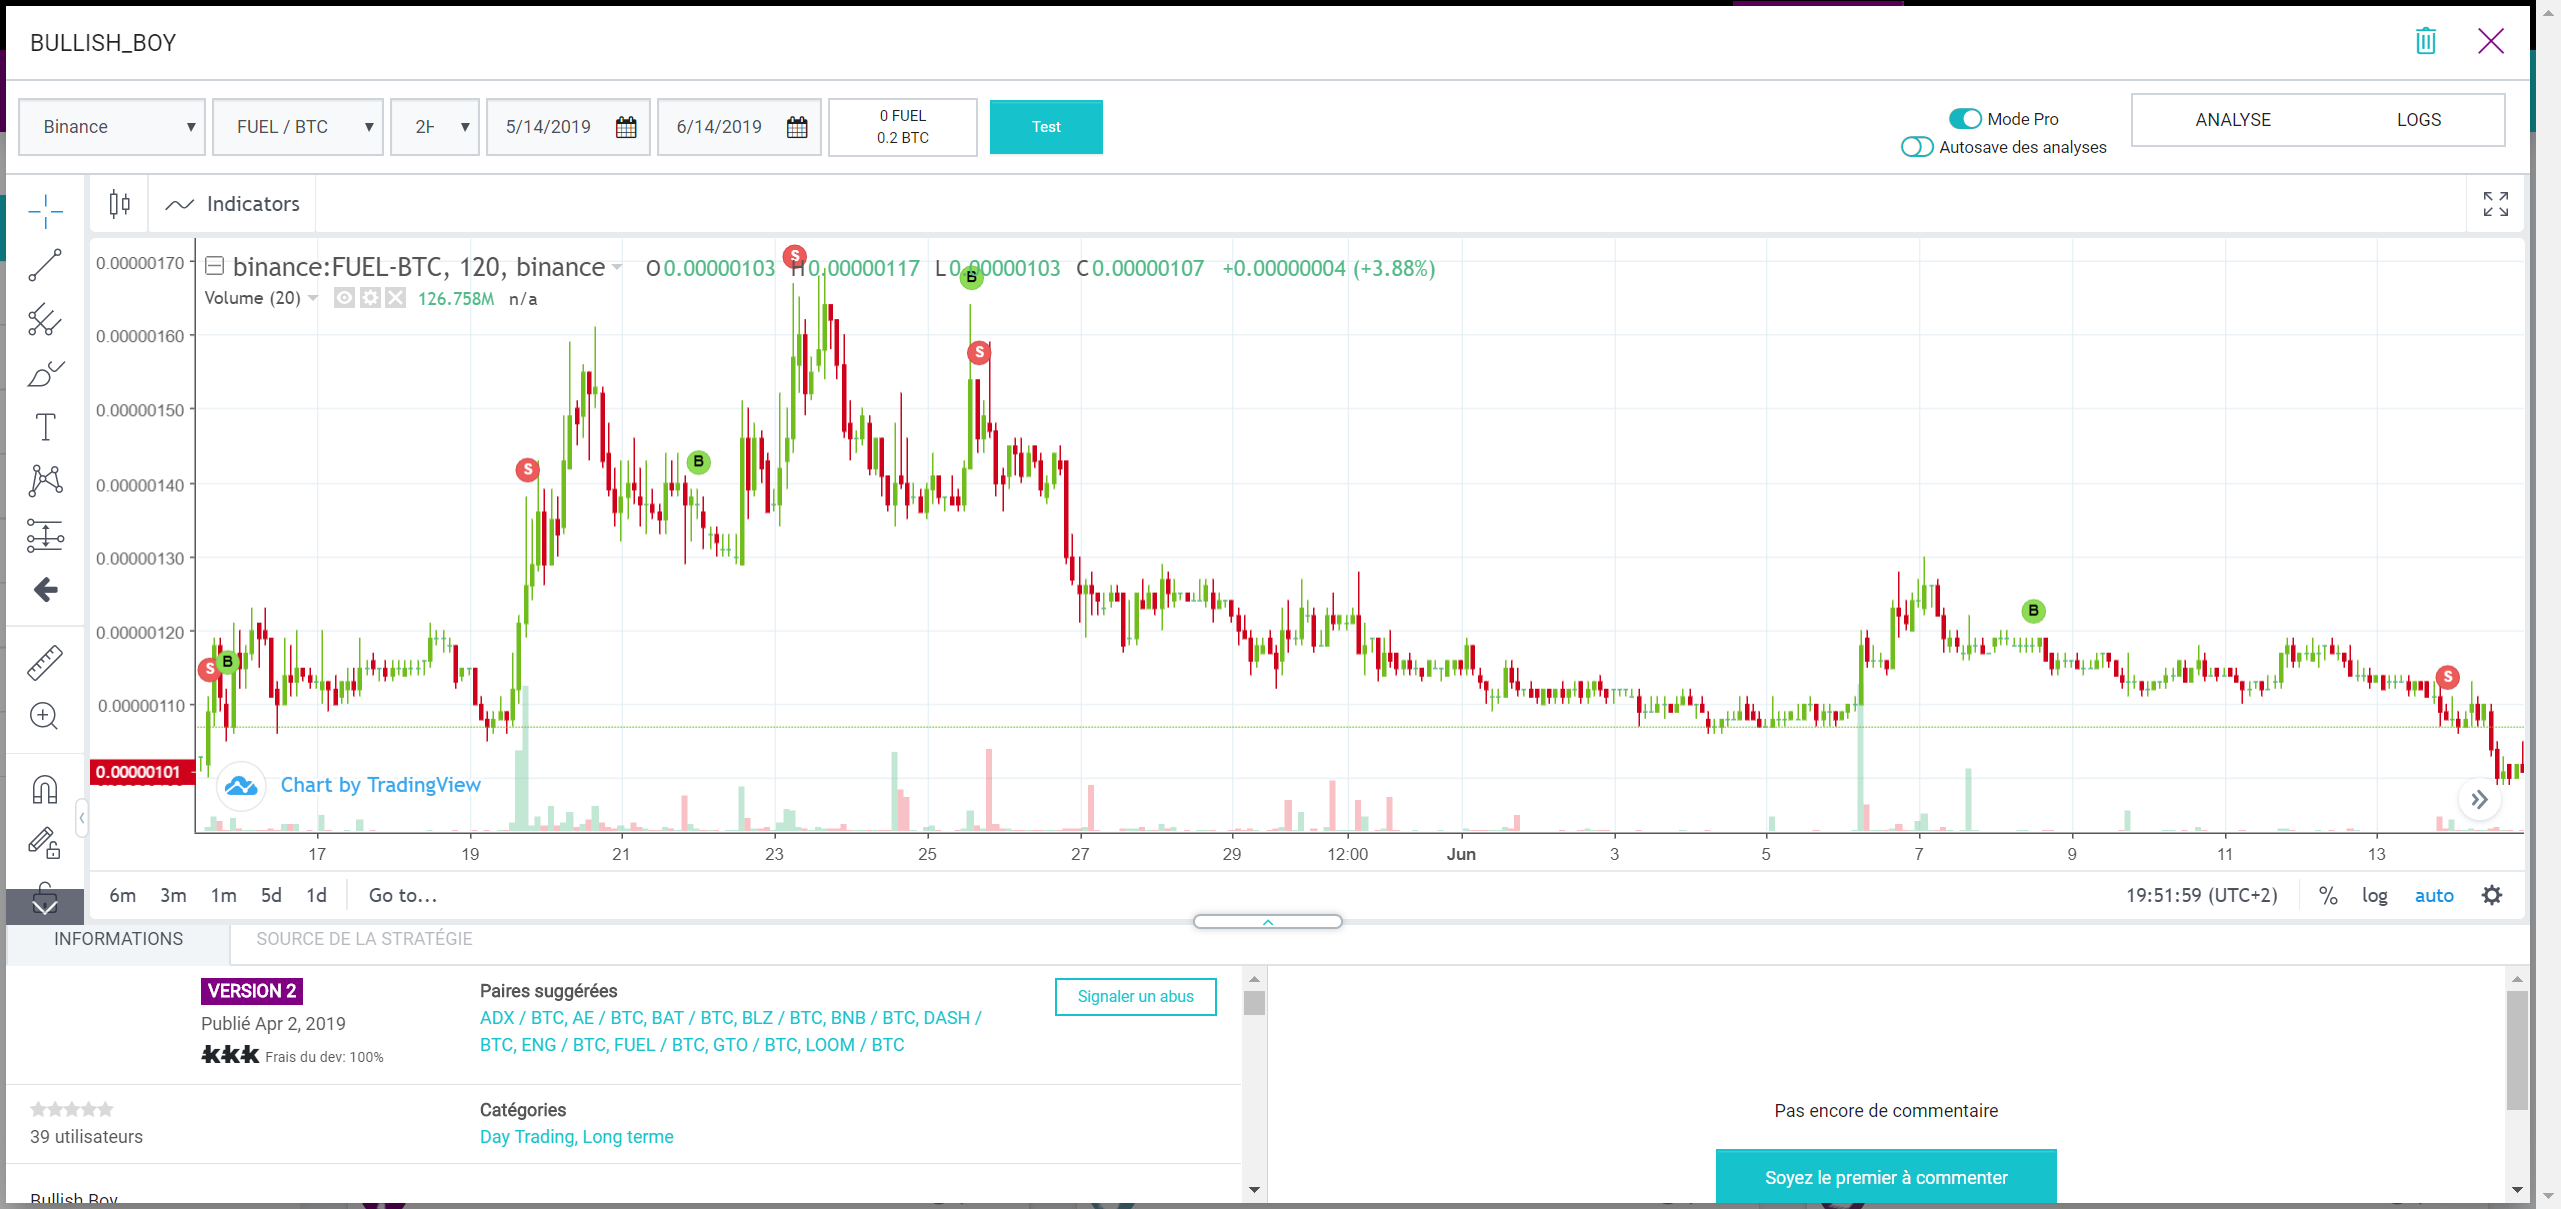 BULLISH_BOY
Binance
FUEL / BTC
5/14/2019
6/14/2019
0 FUEL
0.2 BTC
Test
Mode Pro
Autosave des analyses
ANALYSE
LOGS
Indicators
binance:FUEL-BTC, 120, binance O0.00000103 H0.00000117 L0.00000103 C0.00000107 +0.00000004 (+3.88%)
Volume (20) 126.758M n/a
0.00000170
0.00000160
0.00000150
0.00000140
0.00000130
0.00000120
0.00000110
0.00000101
S
B
S
B
S
B
S
B
S
Chart by TradingView
17 19 21 23 25 27 29 12:00 Jun 3 5 7 9 11 13
6m 3m 1m 5d 1d Go to...
19:51:59 (UTC+2) % log auto
INFORMATIONS
SOURCE DE LA STRATÉGIE
VERSION 2
Publié Apr 2, 2019
Frais du dev: 100%
Paires suggérées
ADX / BTC, AE / BTC, BAT / BTC, BLZ / BTC, BNB / BTC, DASH /
BTC, ENG / BTC, FUEL / BTC, GTO / BTC, LOOM / BTC
Signaler un abus
39 utilisateurs
Catégories
Day Trading, Long terme
Bullish Boy
Pas encore de commentaire
Soyez le premier à commenter